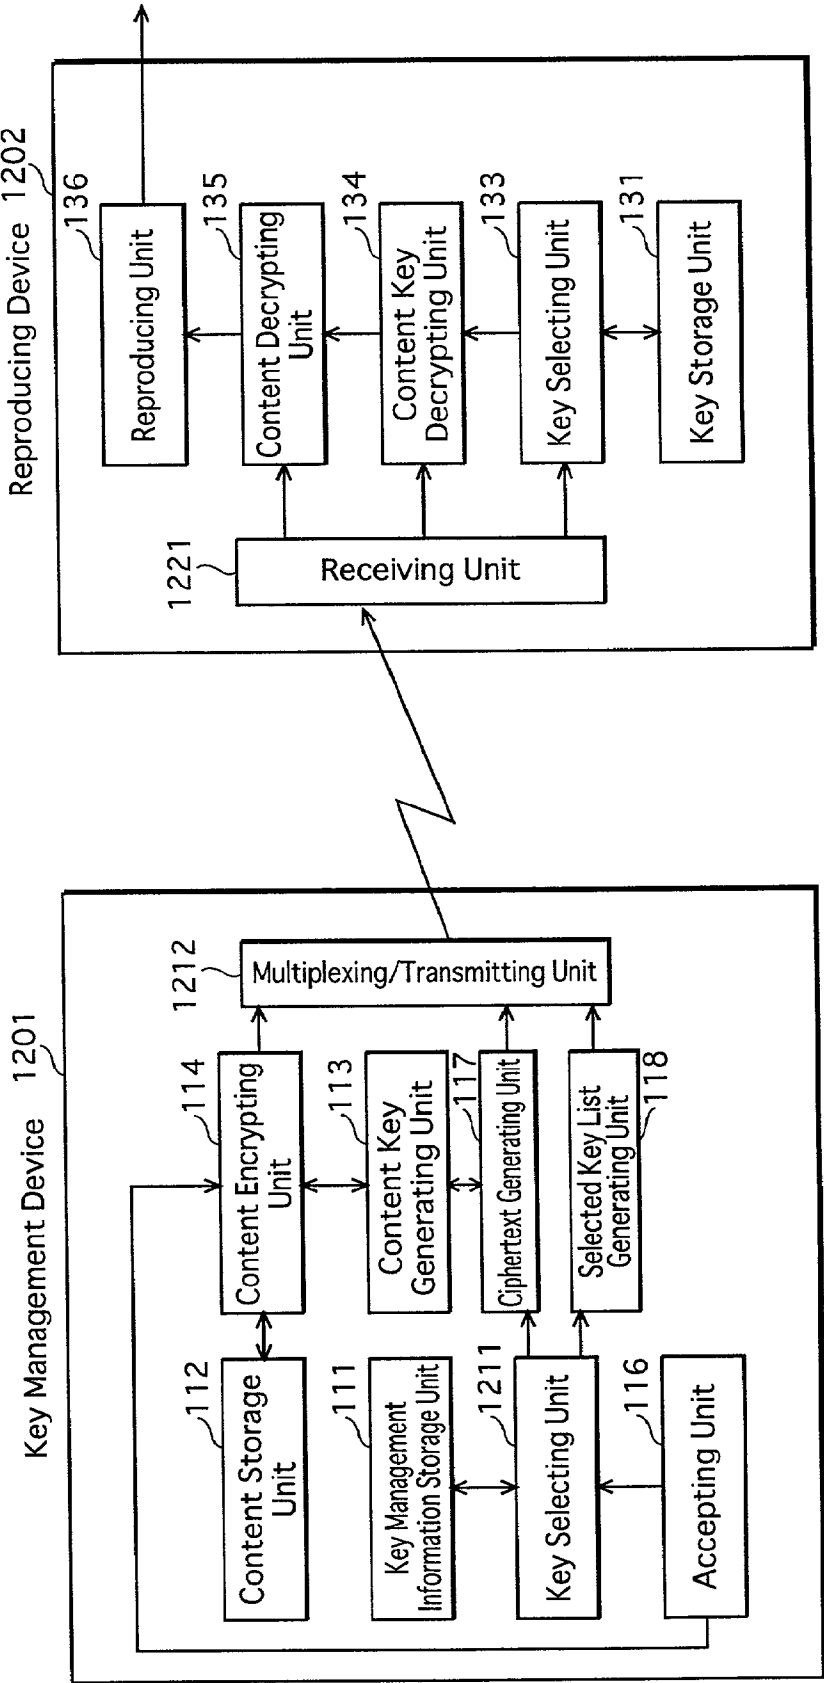 Key Management Device 1201
112
Content Storage
Unit
114
Content Encrypting
Unit
111
Key Management
Information Storage Unit
113
Content Key
Generating Unit
1211
Key Selecting Unit
117
Ciphertext Generating Unit
116
Accepting Unit
Selected Key List
Generating Unit
118
1212
Multiplexing/Transmitting Unit
Reproducing Device 1202
1221
Receiving Unit
136
Reproducing Unit
135
Content Decrypting
Unit
134
Content Key
Decrypting Unit
133
Key Selecting Unit
131
Key Storage Unit